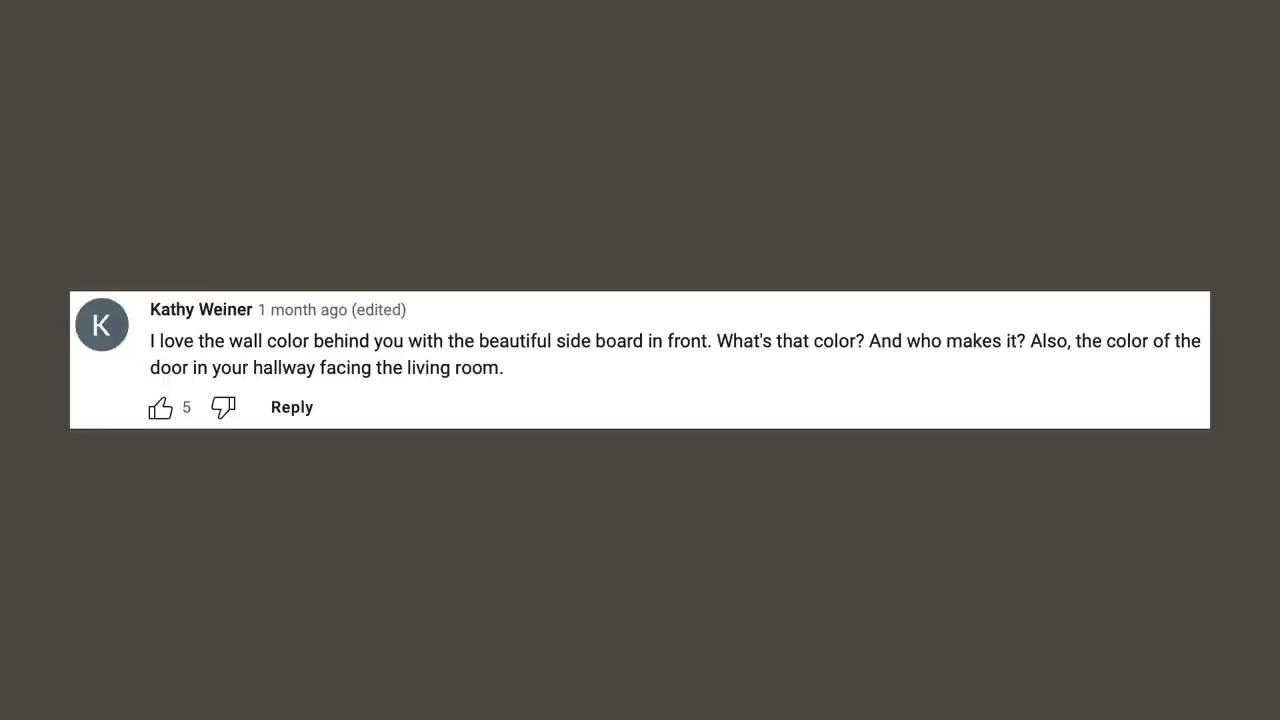 K
Kathy Weiner 1 month ago (edited)
I love the wall color behind you with the beautiful side board in front. What's that color? And who makes it? Also, the color of the
door in your hallway facing the living room.
5 Reply